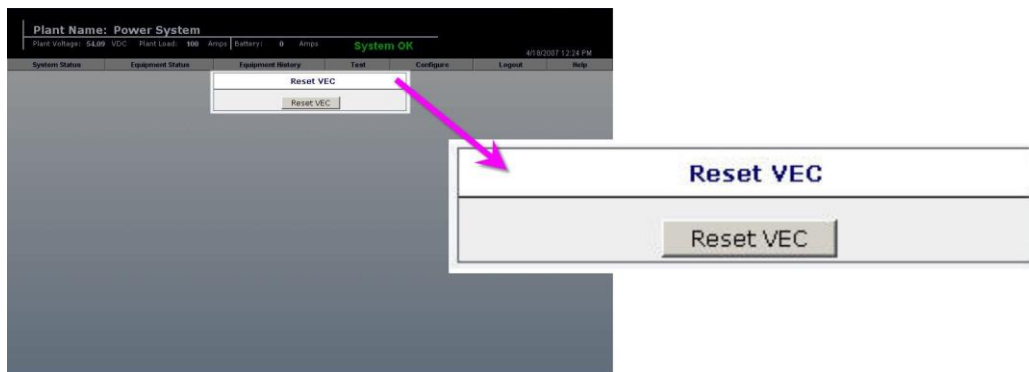 Plant Name: Power System
Plant Voltage: 54.09 VDC Plant Load: 100 Amps Battery: 0 Amps System OK
4/18/2007 12:24 PM
System Status Equipment Status Equipment History Test Configure Logout Help
Reset VEC
Reset VEC
Reset VEC
Reset VEC